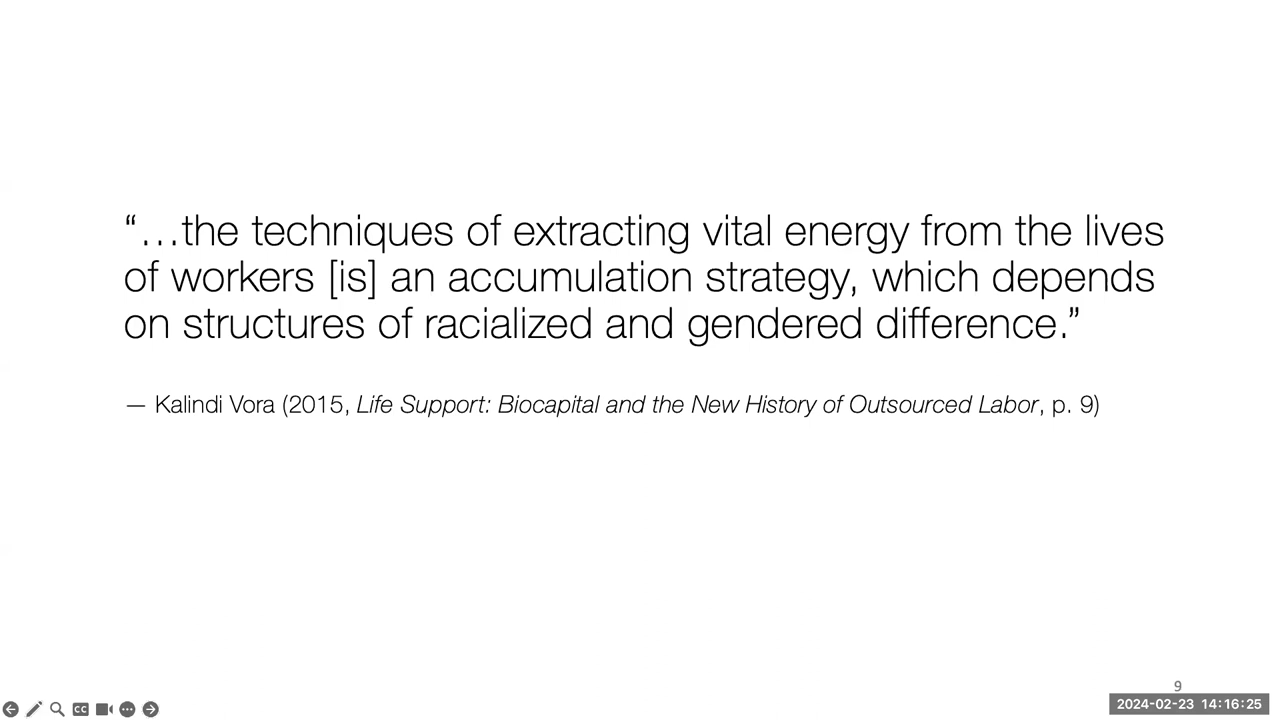 “…the techniques of extracting vital energy from the lives
of workers [is] an accumulation strategy, which depends
on structures of racialized and gendered difference.”
— Kalindi Vora (2015, Life Support: Biocapital and the New History of Outsourced Labor, p. 9)
9
2024-02-23 14:16:25
CC